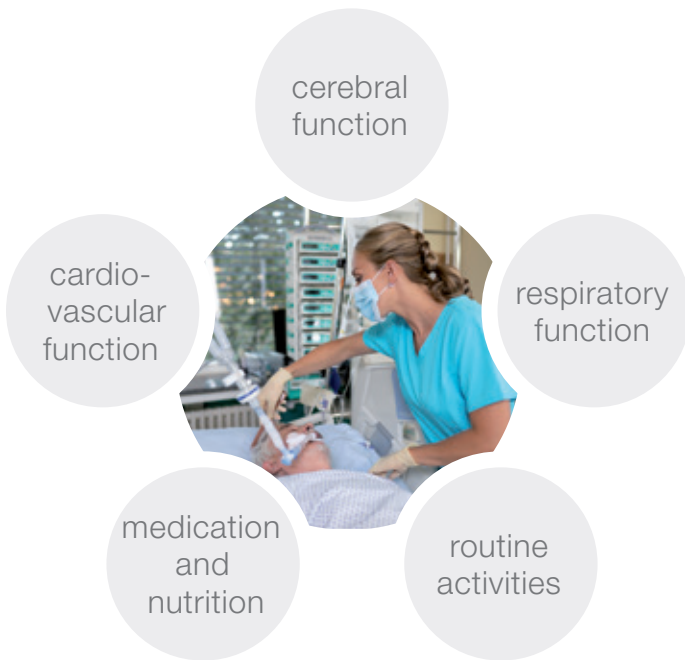 cerebral
function
cardio-
vascular
function
respiratory
function
medication
and
nutrition
routine
activities